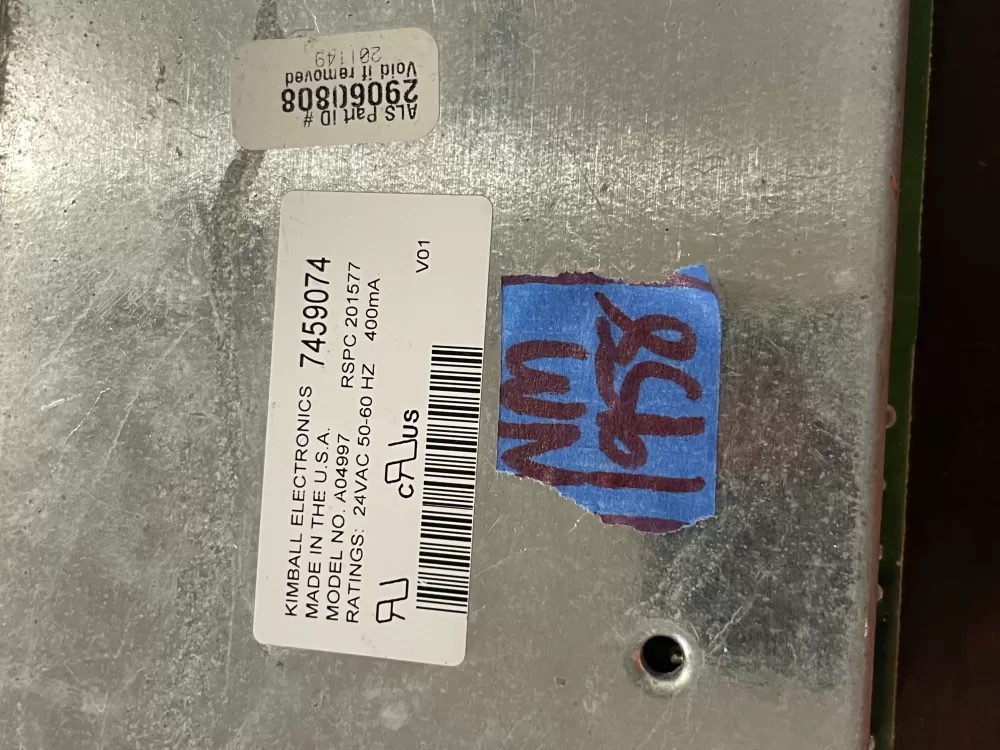 ALS Part ID #
29060808
Void if removed
201149
KIMBALL ELECTRONICS 7459074
MADE IN THE U.S.A.
MODEL NO. A04997 RSPC 201577
RATINGS: 24VAC 50-60 HZ 400mA
c US
V01
NM
1958